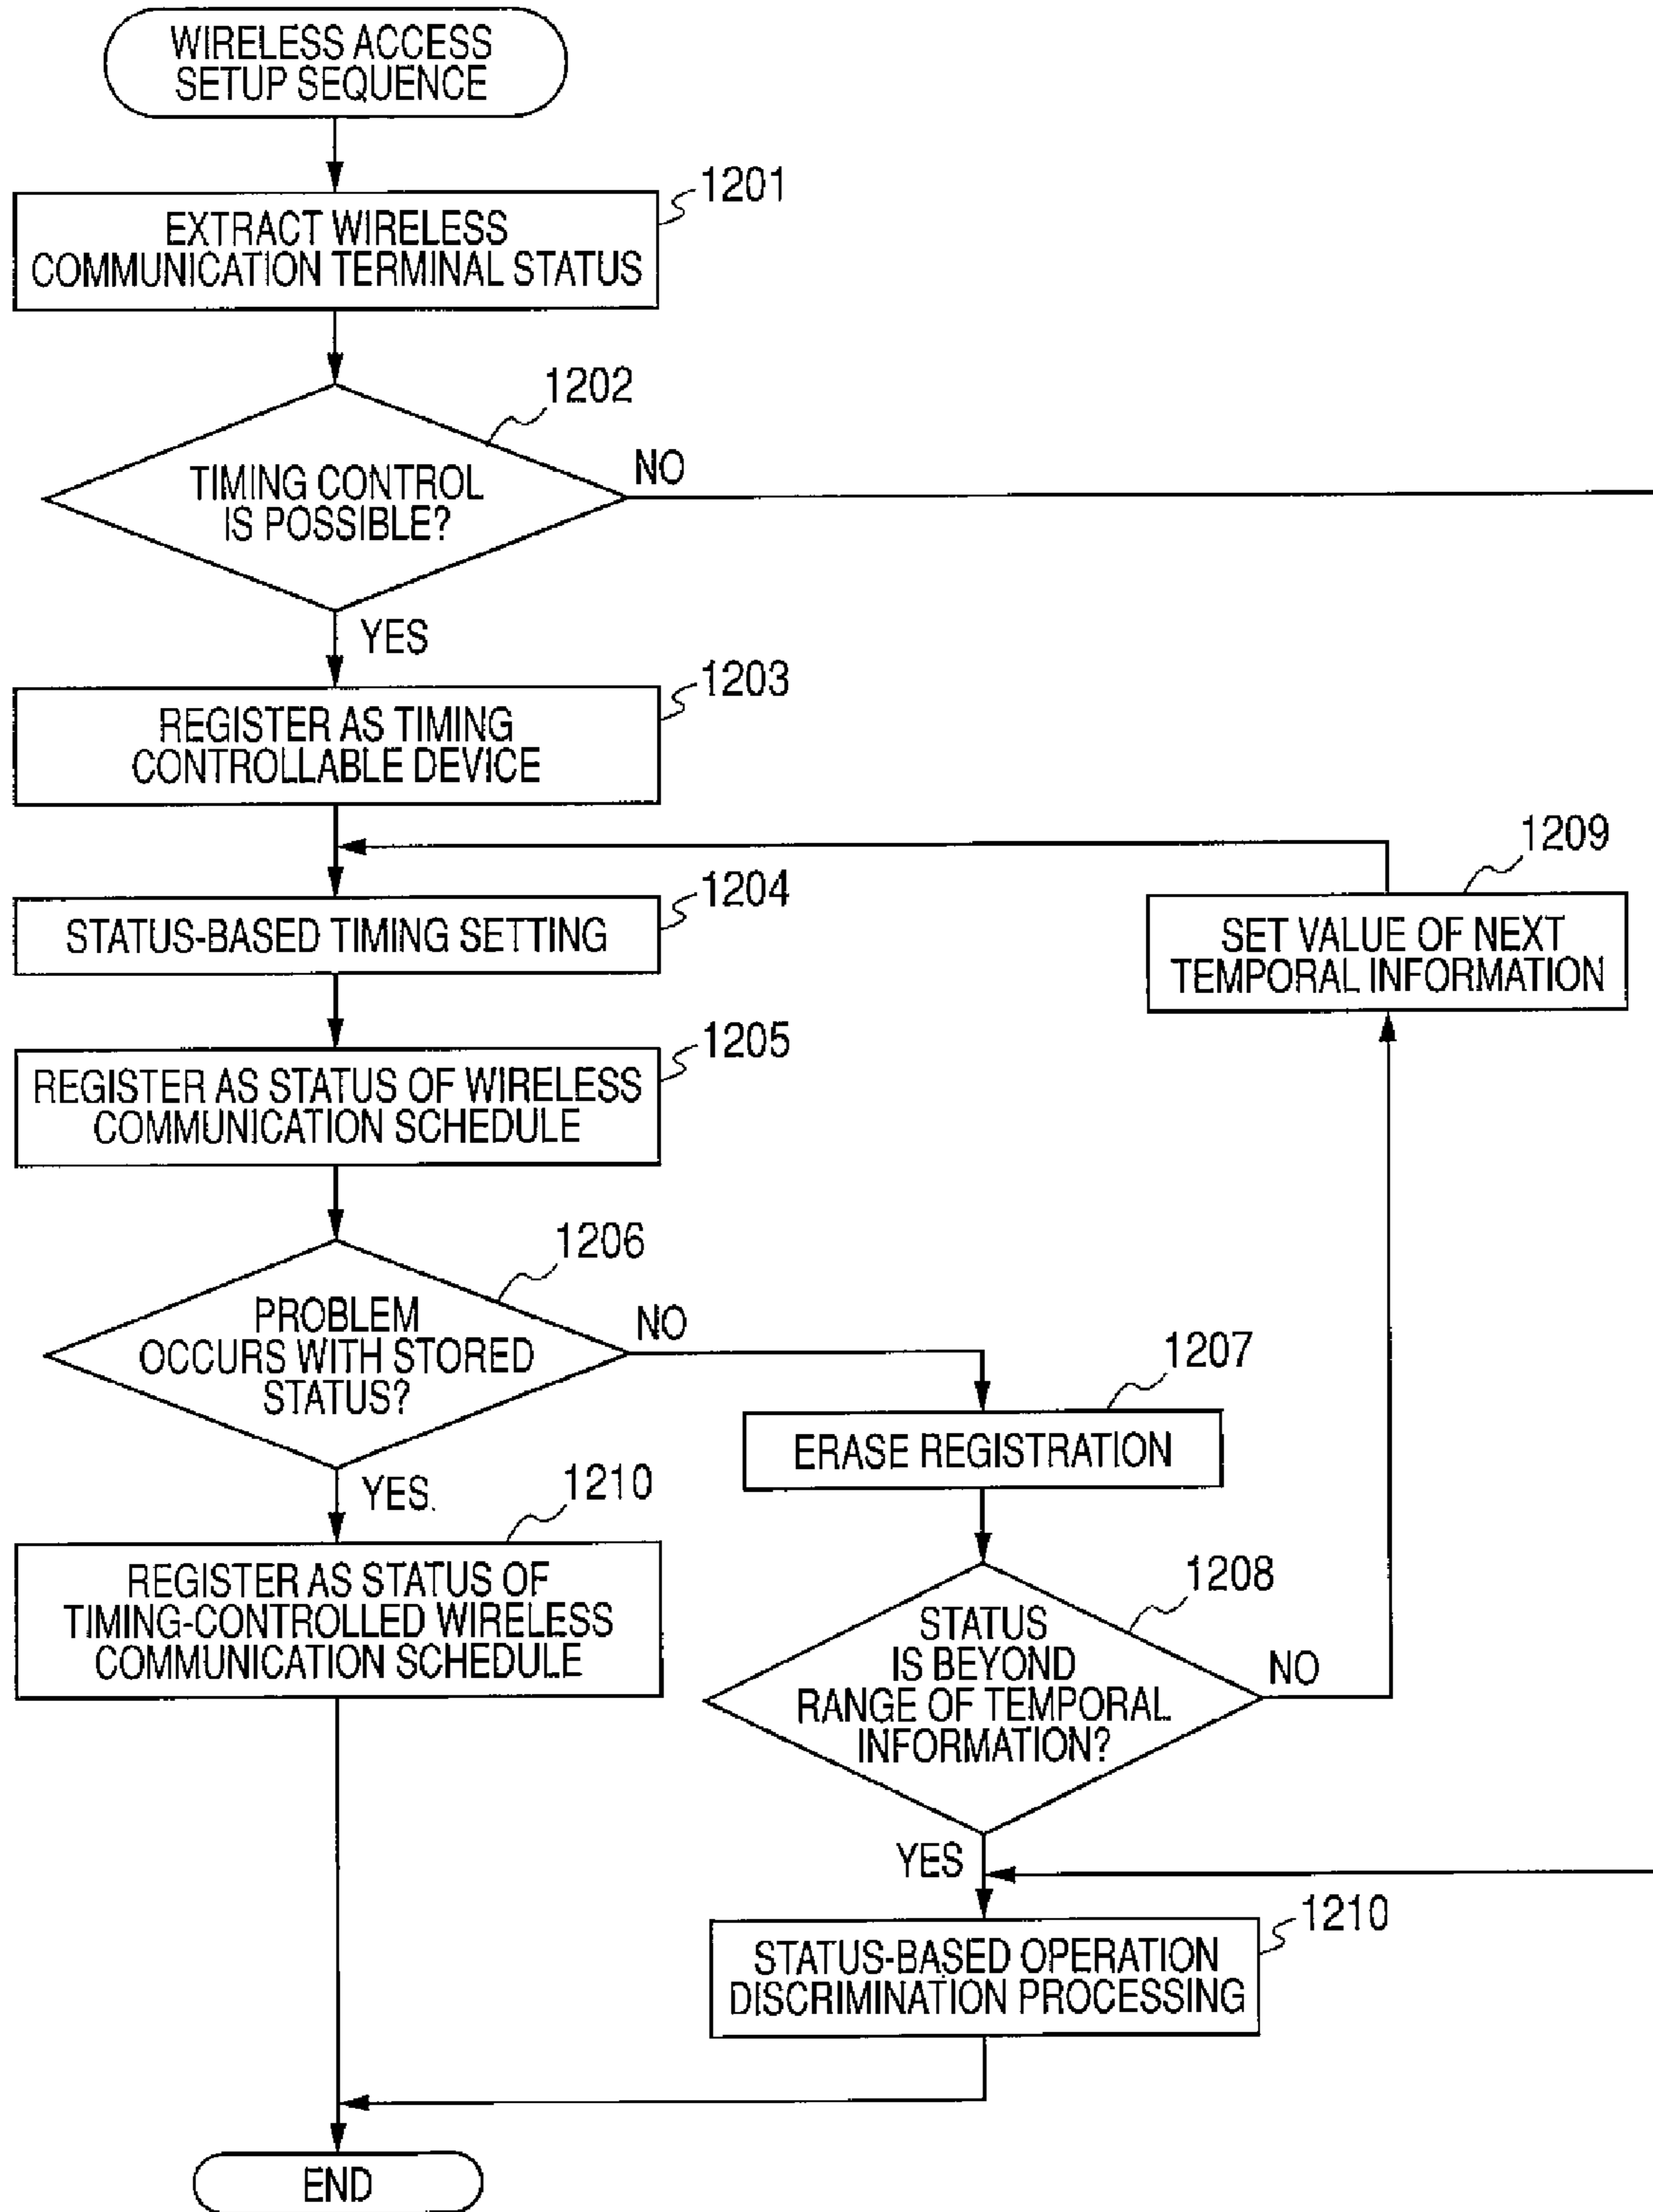 WIRELESS ACCESS
SETUP SEQUENCE
1201
EXTRACT WIRELESS
COMMUNICATION TERMINAL STATUS
1202
TIMING CONTROL
IS POSSIBLE?
NO
YES
1203
REGISTER AS TIMING
CONTROLLABLE DEVICE
1209
SET VALUE OF NEXT
TEMPORAL INFORMATION
1204
STATUS-BASED TIMING SETTING
1205
REGISTER AS STATUS OF WIRELESS
COMMUNICATION SCHEDULE
1206
PROBLEM
OCCURS WITH STORED
STATUS?
NO
YES
1207
ERASE REGISTRATION
1210
REGISTER AS STATUS OF
TIMING-CONTROLLED WIRELESS
COMMUNICATION SCHEDULE
1208
STATUS
IS BEYOND
RANGE OF TEMPORAL
INFORMATION?
NO
YES
1210
STATUS-BASED OPERATION
DISCRIMINATION PROCESSING
END